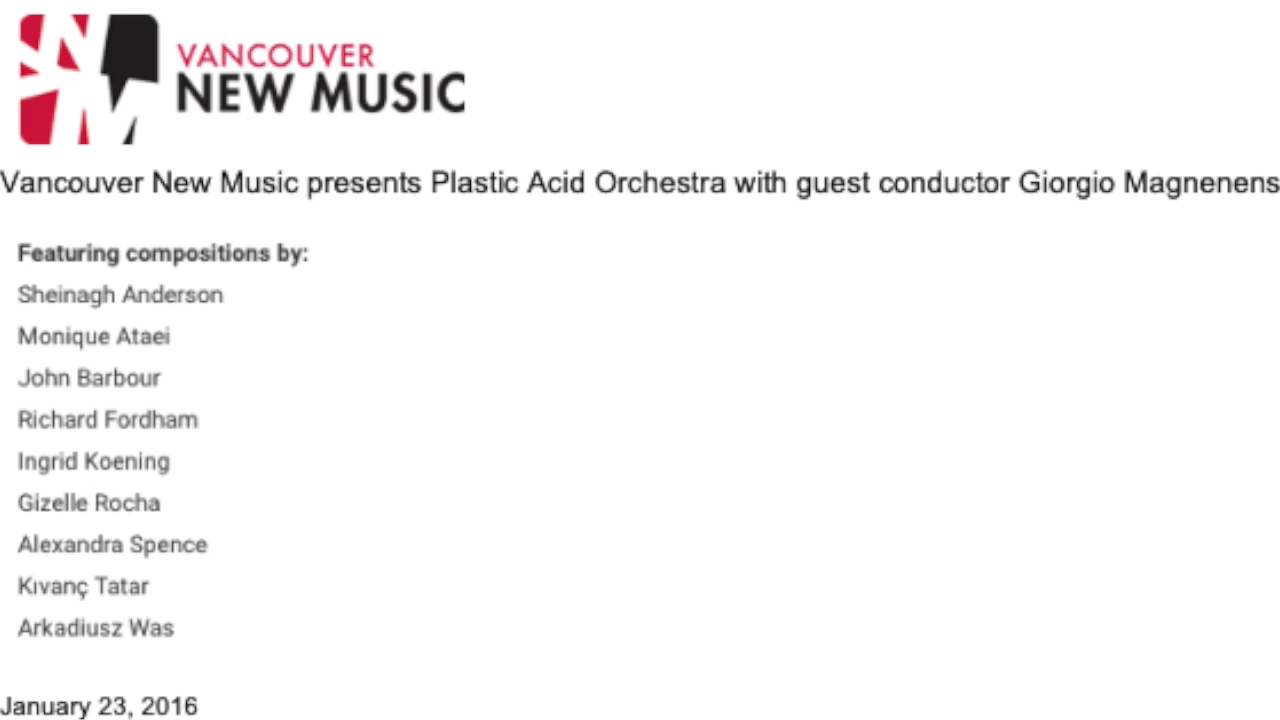 VANCOUVER
NEW MUSIC
Vancouver New Music presents Plastic Acid Orchestra with guest conductor Giorgio Magnenens
Featuring compositions by:
Sheinagh Anderson
Monique Ataei
John Barbour
Richard Fordham
Ingrid Koening
Gizelle Rocha
Alexandra Spence
Kıvanç Tatar
Arkadiusz Was
January 23, 2016